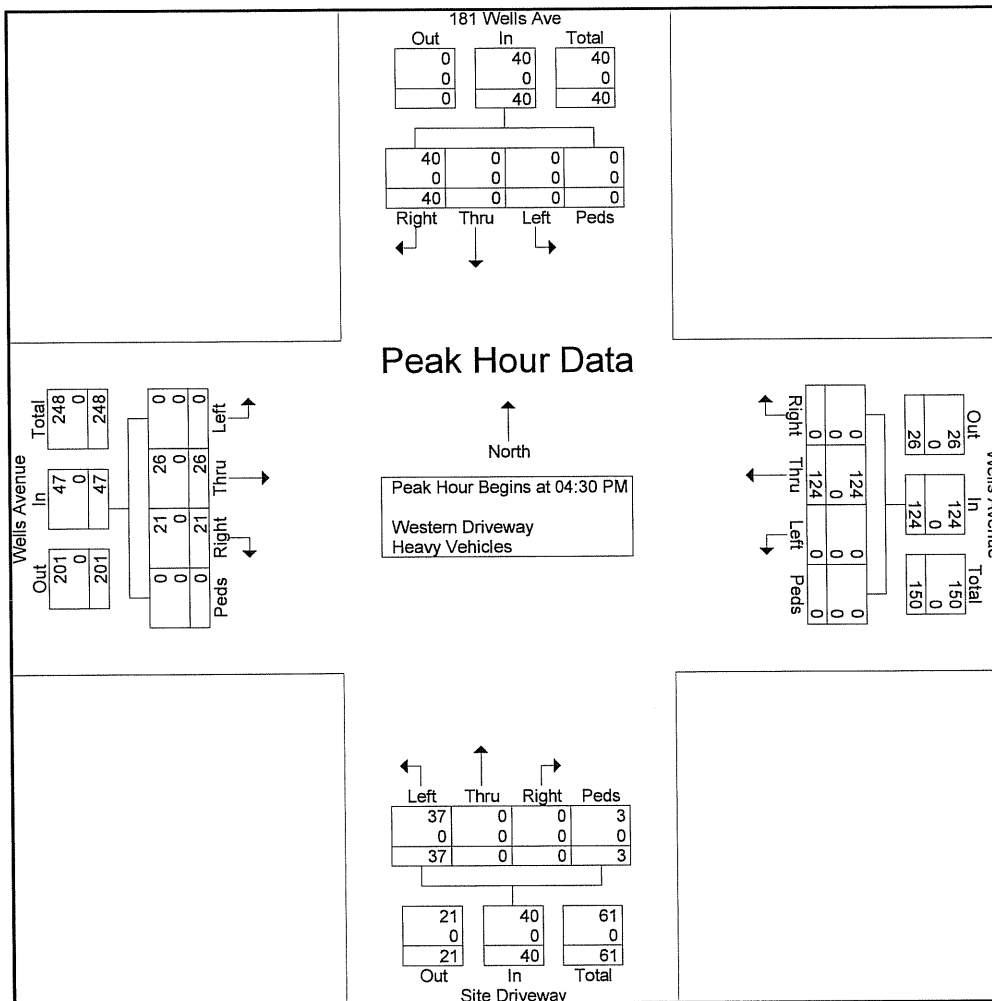 181 Wells Ave
Out In Total
0 40 40
0 0 0
0 40 40
40 0 0 0
0 0 0 0
40 0 0 0
Right Thru Left Peds
Peak Hour Data
North
Peak Hour Begins at 04:30 PM
Western Driveway
Heavy Vehicles
Wells Avenue
Out In Total
201 47 248
0 0 0
201 47 248
Peds Right Thru Left
0 21 26 0
0 0 0 0
0 21 26 0
Wells Avenue
Out In Total
26 124 150
0 0 0
26 124 150
Right Thru Left Peds
0 124 0 0
0 0 0 0
0 124 0 0
Left Thru Right Peds
37 0 0 3
0 0 0 0
37 0 0 3
21 40 61
0 0 0
21 40 61
Out In Total
Site Driveway